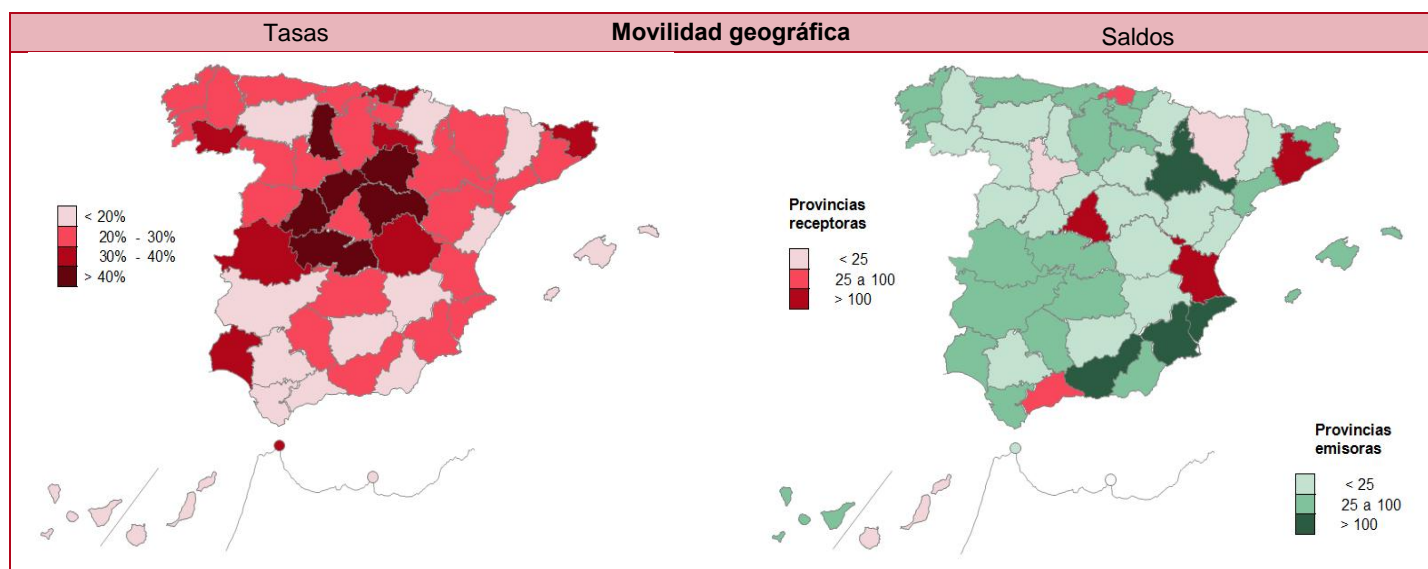 Tasas Movilidad geográfica Saldos
< 20%
20% - 30%
30% - 40%
> 40%
Provincias
receptoras
< 25
25 a 100
> 100
Provincias
emisoras
< 25
25 a 100
> 100